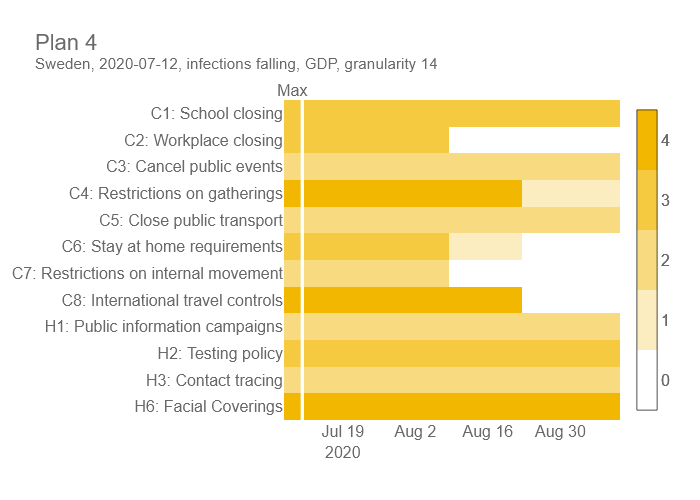 Plan 4
Sweden, 2020-07-12, infections falling, GDP, granularity 14
Max
C1: School closing
C2: Workplace closing
C3: Cancel public events
C4: Restrictions on gatherings
C5: Close public transport
C6: Stay at home requirements
C7: Restrictions on internal movement
C8: International travel controls
H1: Public information campaigns
H2: Testing policy
H3: Contact tracing
H6: Facial Coverings
4
3
2
1
0
Jul 19 Aug 2 Aug 16 Aug 30
2020